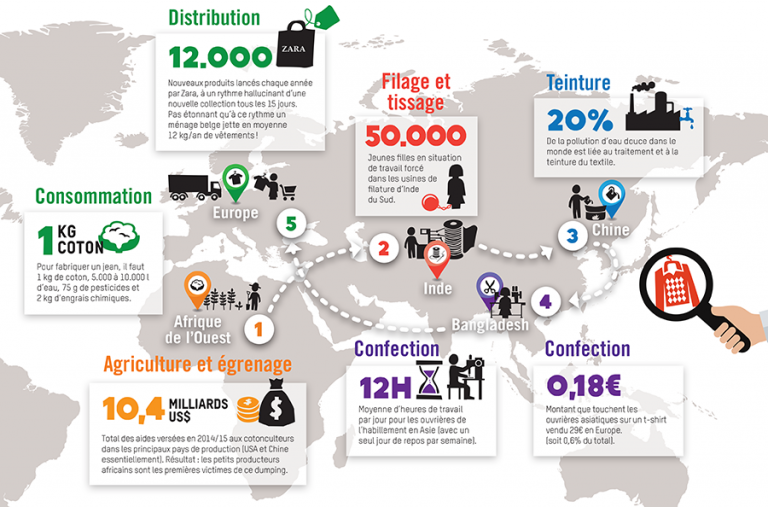 Distribution
12.000
ZARA
Nouveaux produits lancés chaque année
par Zara, à un rythme hallucinant d'une
nouvelle collection tous les 15 jours.
Pas étonnant qu'à ce rythme un
ménage belge jette en moyenne
12 kg/an de vêtements !
Filage et
tissage
50.000
Jeunes filles en situation
de travail forcé
dans les usines de
filature d'Inde
du Sud.
Teinture
20%
De la pollution d'eau douce dans le
monde est liée au traitement et à la
teinture du textile.
Consommation
1 KG
COTON
Pour fabriquer un jean, il faut
1 kg de coton, 5.000 à 10.000 l
d'eau, 75 g de pesticides et
2 kg d'engrais chimiques.
Europe
5
2
Inde
3
Chine
Afrique
de l'Ouest
1
Bangladesh
4
Agriculture et égrenage
10,4 MILLIARDS
US$
$
Total des aides versées en 2014/15 aux cotonculteurs
dans les principaux pays de production (USA et Chine
essentiellement). Résultat : les petits producteurs
africains sont les premières victimes de ce dumping.
Confection
12H
Moyenne d'heures de travail
par jour pour les ouvrières de
l'habillement en Asie (avec un
seul jour de repos par semaine).
Confection
0,18€
Montant que touchent les
ouvrières asiatiques sur un t-shirt
vendu 29€ en Europe.
(soit 0,6% du total).